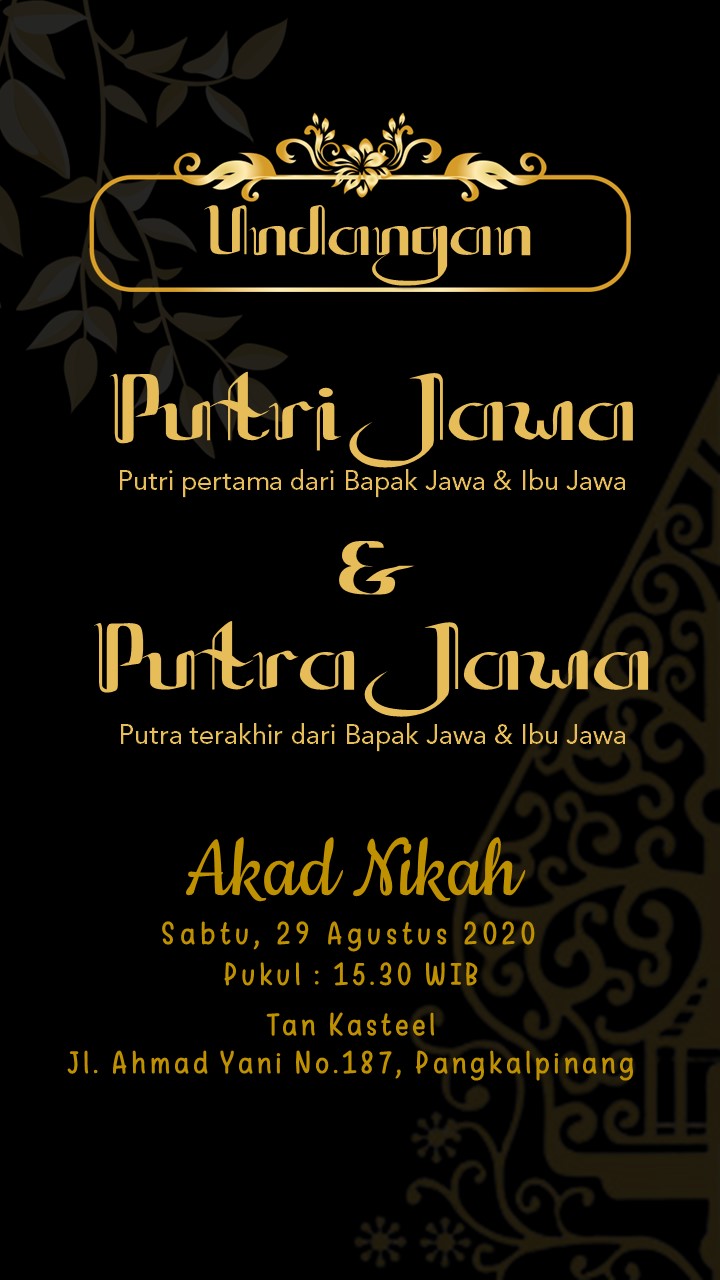 Undangan
Putri Jawa
Putri pertama dari Bapak Jawa & Ibu Jawa
&
Putra Jawa
Putra terakhir dari Bapak Jawa & Ibu Jawa
Akad Nikah
Sabtu, 29 Agustus 2020
Pukul : 15.30 WIB
Tan Kasteel
Jl. Ahmad Yani No.187, Pangkalpinang